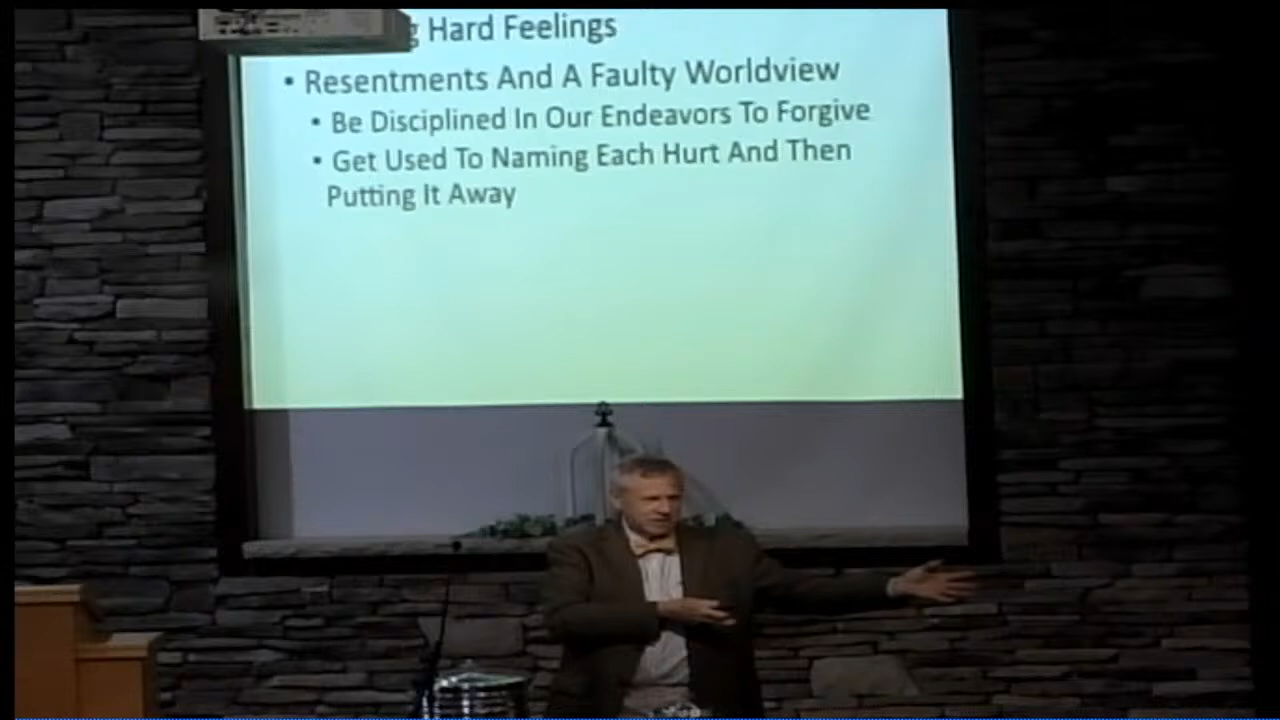 Hard Feelings
• Resentments And A Faulty Worldview
• Be Disciplined In Our Endeavors To Forgive
• Get Used To Naming Each Hurt And Then
Putting It Away